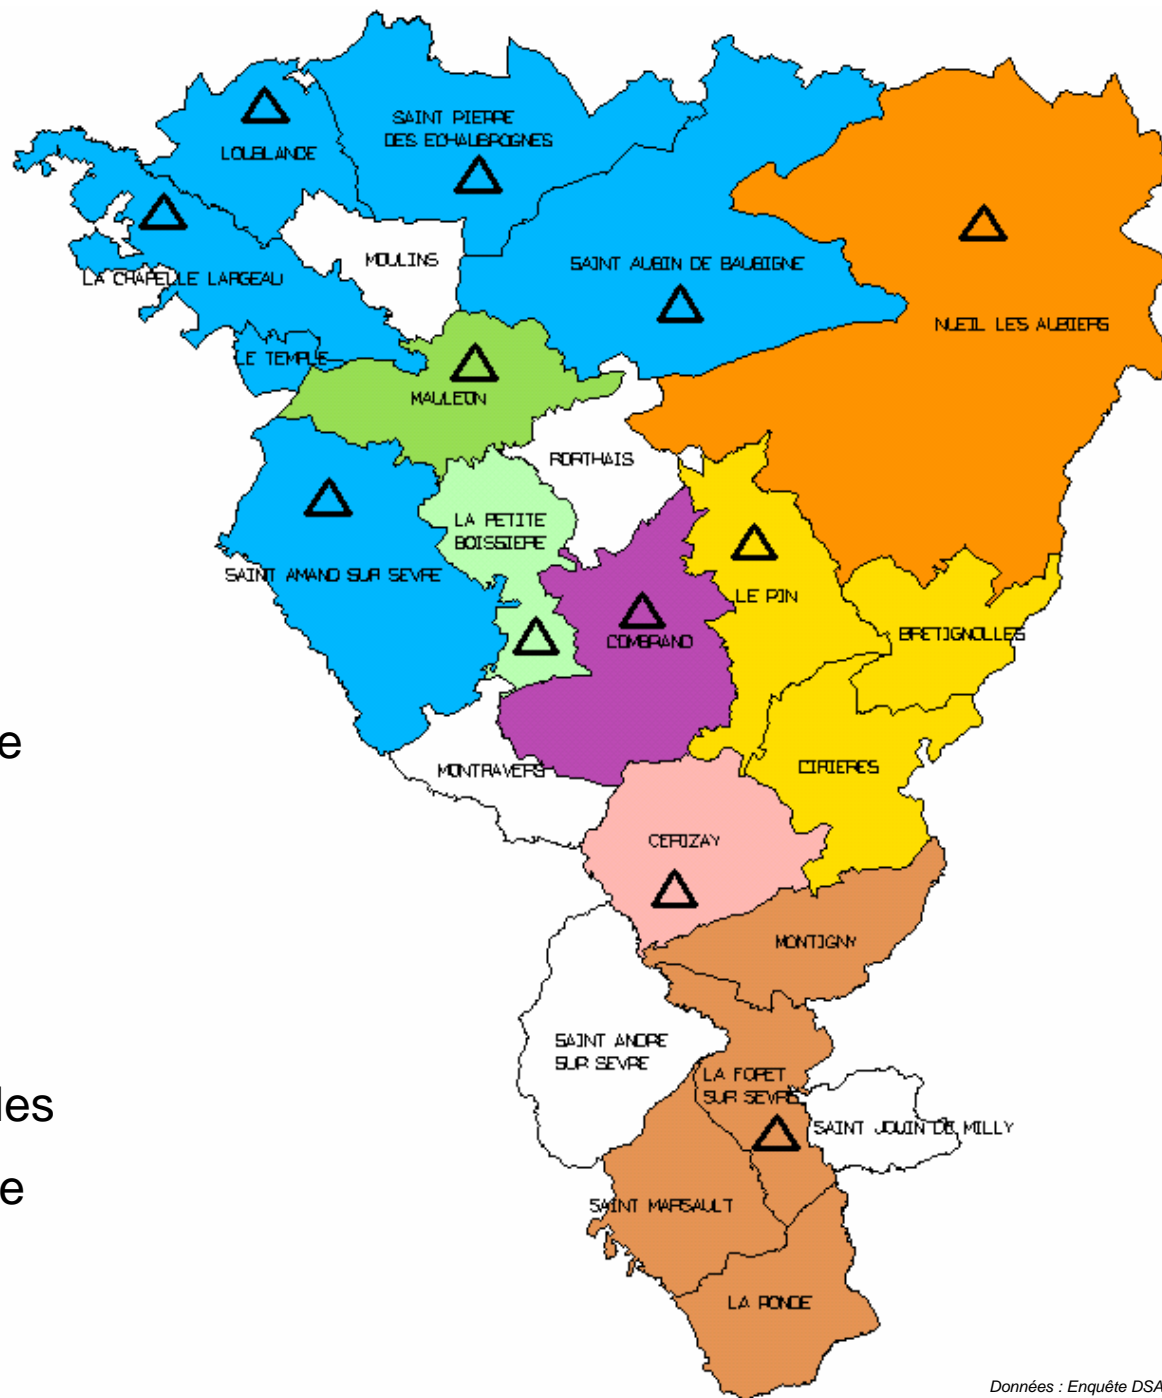 SAINT PIERRE
DES ECHAUBROGNES
LOUBLANDE
MOULINS
SAINT AUBIN DE BAUBIGNE
LA CHAPELLE LARGEAU
NUEIL LES AUBIERS
LE TEMPLE
MAULEON
RORTHAIS
LA PETITE
BOISSIERE
SAINT AMAND SUR SEVRE
LE PIN
BRETIGNOLLES
COMBRAND
e
MONTRAVERS
CIRIERES
CERIZAY
MONTIGNY
SAINT ANDRE
SUR SEVRE
LA FORET
SUR SEVRE
les
SAINT JOUIN DE MILLY
e
SAINT MARSAULT
LA RONDE
Données : Enquête DSA